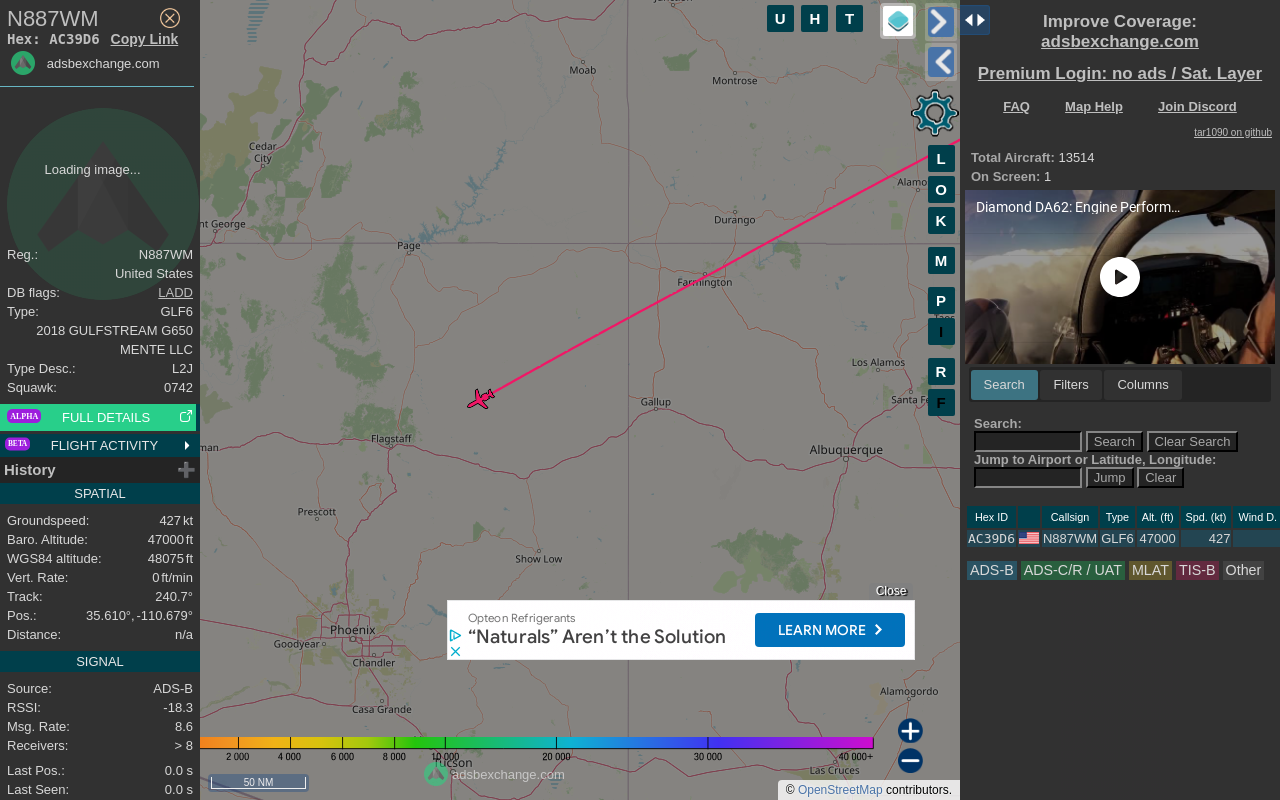 N887WM
Hex: AC39D6 Copy Link
adsbexchange.com
Loading image...
Reg.: N887WM
United States
DB flags: LADD
Type: GLF6
2018 GULFSTREAM G650
MENTE LLC
Type Desc.: L2J
Squawk: 0742
ALPHA FULL DETAILS
BETA FLIGHT ACTIVITY
History
SPATIAL
Groundspeed: 427 kt
Baro. Altitude: 47000 ft
WGS84 altitude: 48075 ft
Vert. Rate: 0 ft/min
Track: 240.7°
Pos.: 35.610°, -110.679°
Distance: n/a
SIGNAL
Source: ADS-B
RSSI: -18.3
Msg. Rate: 8.6
Receivers: > 8
Last Pos.: 0.0 s
Last Seen: 0.0 s
U H T
L
O
K
M
P
I
R
F
Moab
Montrose
Cedar
City
Alamo
nt George
Durango
Page
Farmington
Los Alamos
Santa Fe
Gallup
Flagstaff
man
Albuquerque
Prescott
Show Low
Phoenix
Goodyear
Chandler
Casa Grande
Alamogordo
Tucson
Las Cruces
Close
Opteon Refrigerants
“Naturals” Aren’t the Solution
LEARN MORE
2 000 4 000 6 000 8 000 10 000 20 000 30 000 40 000+
adsbexchange.com
50 NM
© OpenStreetMap contributors.
Improve Coverage:
adsbexchange.com
Premium Login: no ads / Sat. Layer
FAQ Map Help Join Discord
tar1090 on github
Total Aircraft: 13514
On Screen: 1
Diamond DA62: Engine Perform...
Search Filters Columns
Search:
Search Clear Search
Jump to Airport or Latitude, Longitude:
Jump Clear
Hex ID Callsign Type Alt. (ft) Spd. (kt) Wind D.
AC39D6 N887WM GLF6 47000 427
ADS-B ADS-C/R / UAT MLAT TIS-B Other